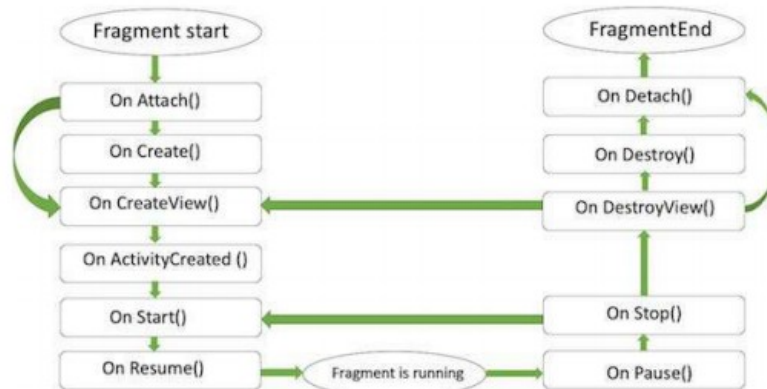 Fragment start
On Attach()
On Create()
On CreateView()
On ActivityCreated ()
On Start()
On Resume()
Fragment is running
On Pause()
On Stop()
On DestroyView()
On Destroy()
On Detach()
FragmentEnd